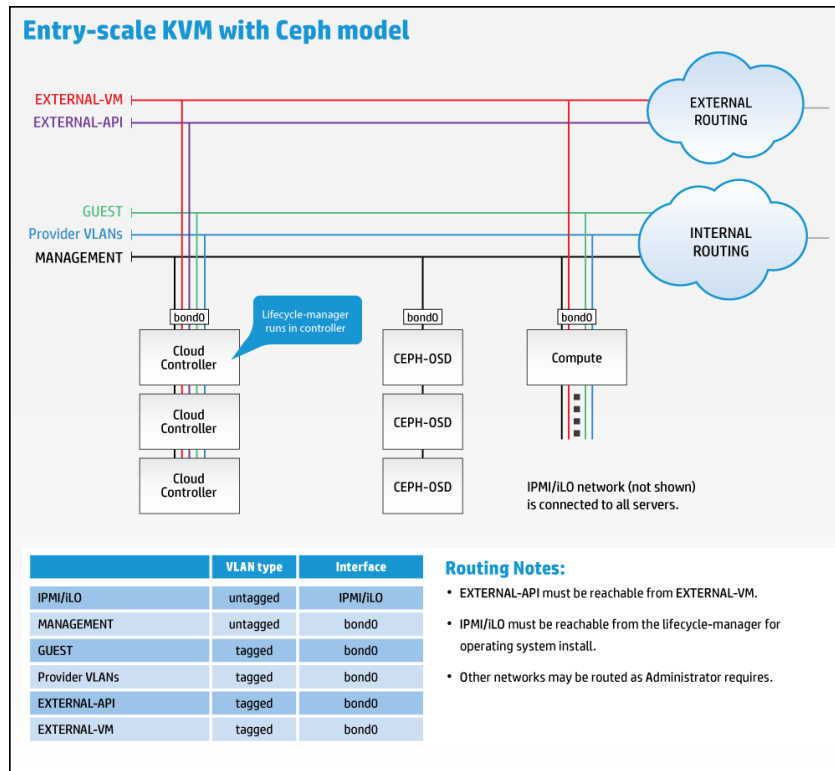 Entry-scale KVM with Ceph model
EXTERNAL-VM
EXTERNAL-API
EXTERNAL
ROUTING
GUEST
Provider VLANs
MANAGEMENT
INTERNAL
ROUTING
bond0
Lifecycle-manager
runs in controller
bond0
bond0
Cloud
Controller
CEPH-OSD
Compute
Cloud
Controller
CEPH-OSD
Cloud
Controller
CEPH-OSD
IPMI/iLO network (not shown)
is connected to all servers.
VLAN type Interface
IPMI/iLO untagged IPMI/iLO
MANAGEMENT untagged bond0
GUEST tagged bond0
Provider VLANs tagged bond0
EXTERNAL-API tagged bond0
EXTERNAL-VM tagged bond0
Routing Notes:
• EXTERNAL-API must be reachable from EXTERNAL-VM.
• IPMI/iLO must be reachable from the lifecycle-manager for
operating system install.
• Other networks may be routed as Administrator requires.